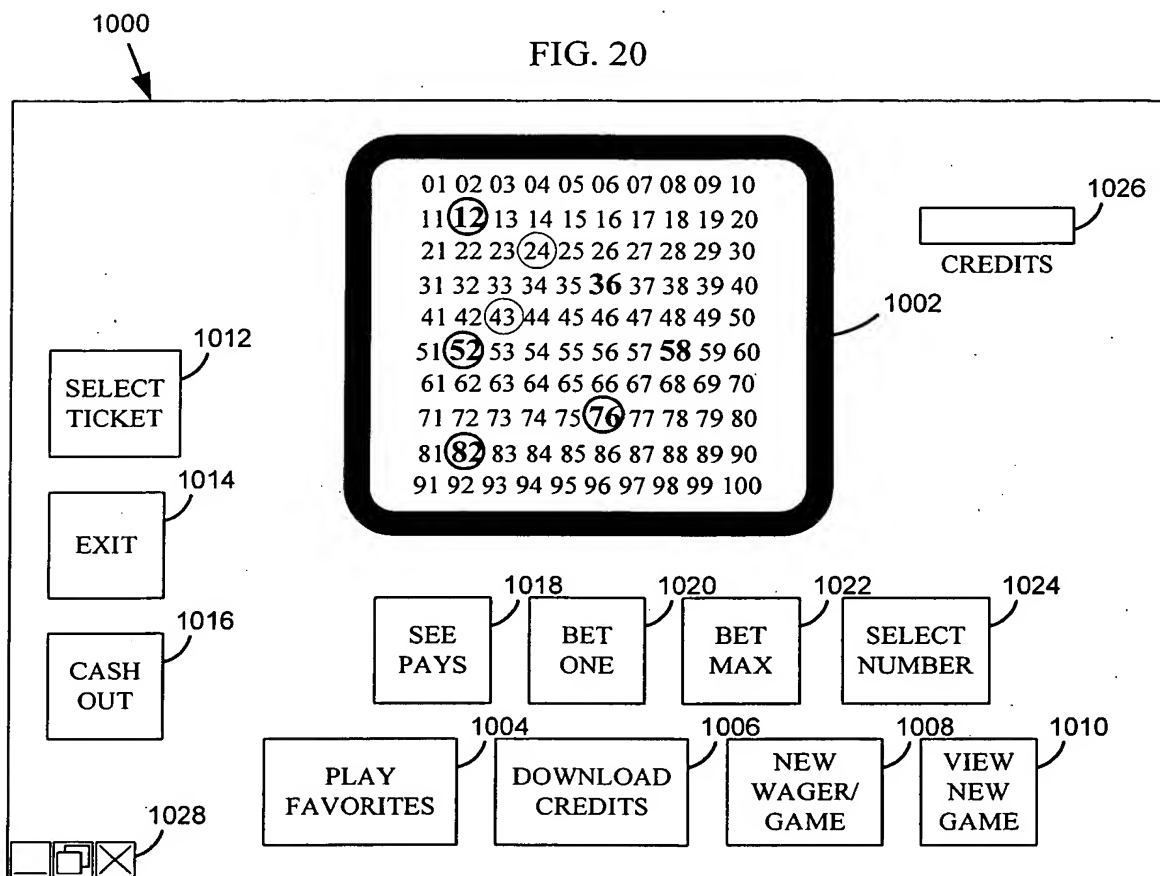 1000
FIG. 20
01 02 03 04 05 06 07 08 09 10
11 12 13 14 15 16 17 18 19 20
21 22 23 24 25 26 27 28 29 30
31 32 33 34 35 36 37 38 39 40
41 42 43 44 45 46 47 48 49 50
51 52 53 54 55 56 57 58 59 60
61 62 63 64 65 66 67 68 69 70
71 72 73 74 75 76 77 78 79 80
81 82 83 84 85 86 87 88 89 90
91 92 93 94 95 96 97 98 99 100
1026
CREDITS
1002
1012
SELECT
TICKET
1014
EXIT
1016
CASH
OUT
1018
SEE
PAYS
1020
BET
ONE
1022
BET
MAX
1024
SELECT
NUMBER
1004
PLAY
FAVORITES
1006
DOWNLOAD
CREDITS
1008
NEW
WAGER/
GAME
1010
VIEW
NEW
GAME
1028